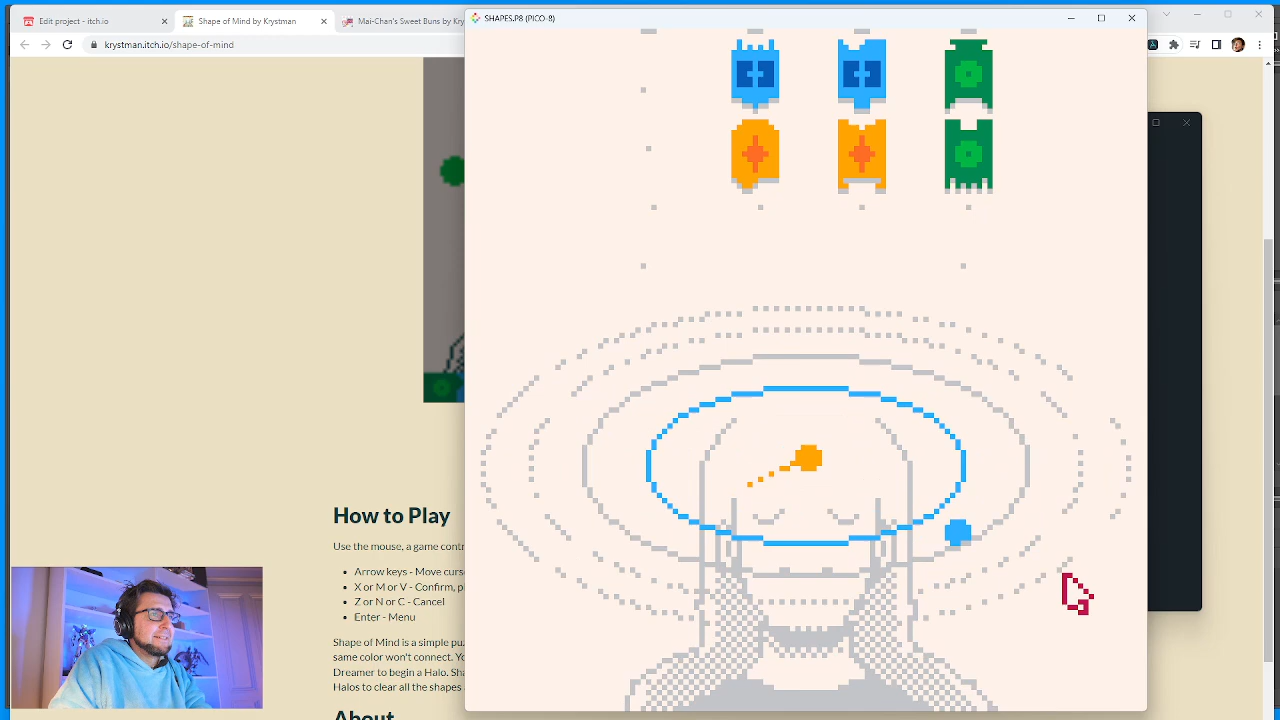 Edit project - itch.io
Shape of Mind by Krystman
Mai-Chan's Sweet Buns by Kry
SHAPES.P8 (PICO-8)
krystman.itch.io/shape-of-mind
How to Play
Use the mouse, a game contr
Arrow keys - Move curs
X or M or V - Confirm, p
Z or N or C - Cancel
Enter - Menu
Shape of Mind is a simple puz
same color won't connect. Yo
Dreamer to begin a Halo. Sha
Halos to clear all the shapes
About